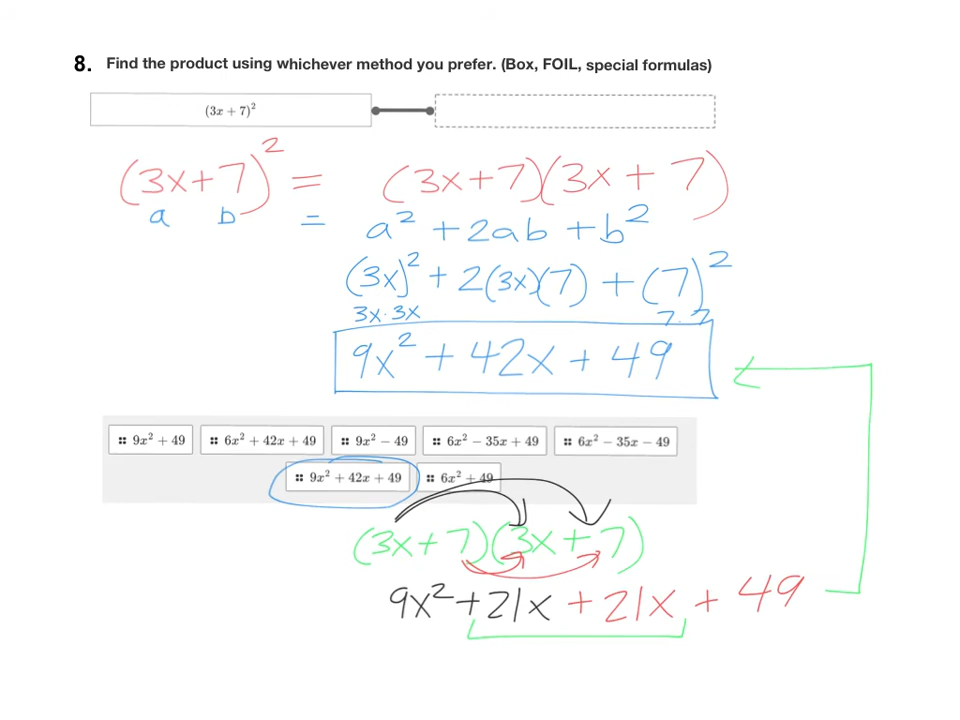 8. Find the product using whichever method you prefer. (Box, FOIL, special formulas)
(3x + 7)²
(3x+7)² = (3x+7)(3x + 7)
a b = a² + 2ab + b²
(3x)² + 2(3x)(7) + (7)²
3x·3x 7·7
9x² + 42x + 49
9x² + 49 6x² + 42x + 49 9x² − 49 6x² − 35x + 49 6x² − 35x − 49
9x² + 42x + 49 6x² + 49
(3x+7)(3x+7)
9x² + 21x + 21x + 49